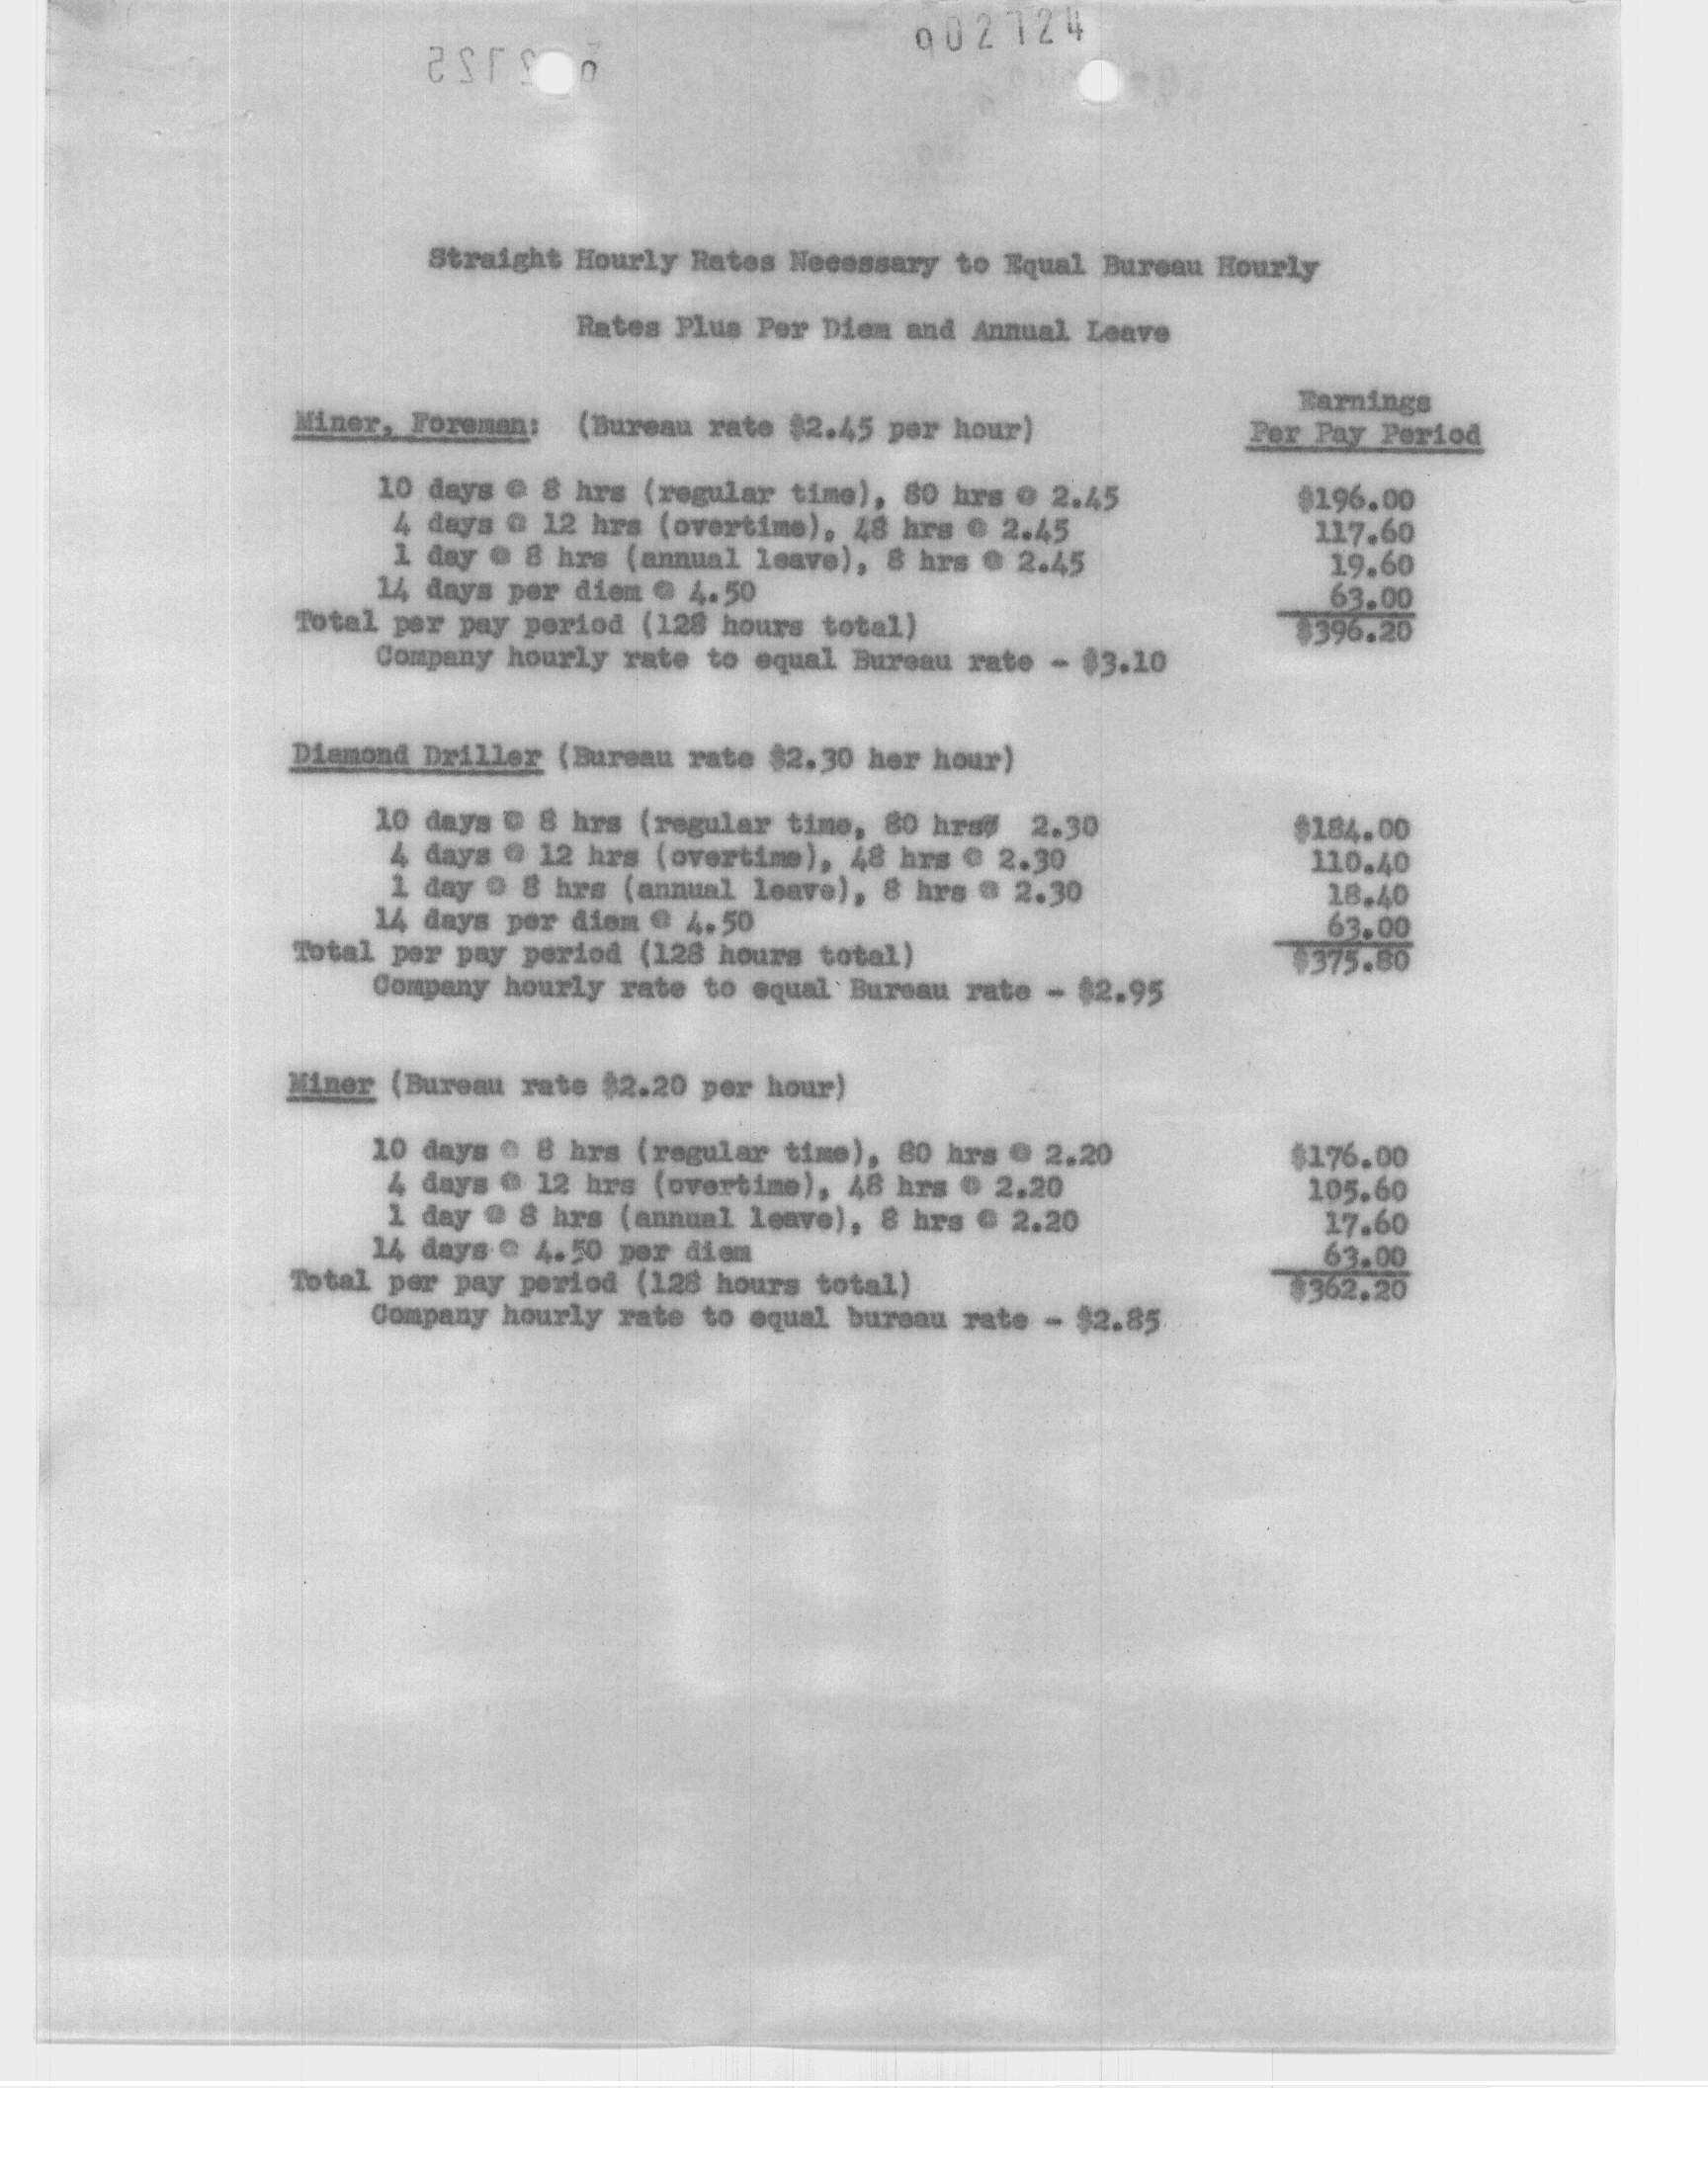 902724
Straight Hourly Rates Necessary to Equal Bureau Hourly
Rates Plus Per Diem and Annual Leave
Earnings
Per Pay Period
Miner, Foreman: (Bureau rate $2.45 per hour)
10 days @ 8 hrs (regular time), 80 hrs @ 2.45 $196.00
4 days @ 12 hrs (overtime), 48 hrs @ 2.45 117.60
1 day @ 8 hrs (annual leave), 8 hrs @ 2.45 19.60
14 days per diem @ 4.50 63.00
Total per pay period (128 hours total) $396.20
Company hourly rate to equal Bureau rate - $3.10
Diamond Driller (Bureau rate $2.30 her hour)
10 days @ 8 hrs (regular time, 80 hrs 2.30 $184.00
4 days @ 12 hrs (overtime), 48 hrs @ 2.30 110.40
1 day @ 8 hrs (annual leave), 8 hrs @ 2.30 18.40
14 days per diem @ 4.50 63.00
Total per pay period (128 hours total) $375.80
Company hourly rate to equal Bureau rate - $2.95
Miner (Bureau rate $2.20 per hour)
10 days @ 8 hrs (regular time), 80 hrs @ 2.20 $176.00
4 days @ 12 hrs (overtime), 48 hrs @ 2.20 105.60
1 day @ 8 hrs (annual leave), 8 hrs @ 2.20 17.60
14 days @ 4.50 per diem 63.00
Total per pay period (128 hours total) $362.20
Company hourly rate to equal bureau rate - $2.85